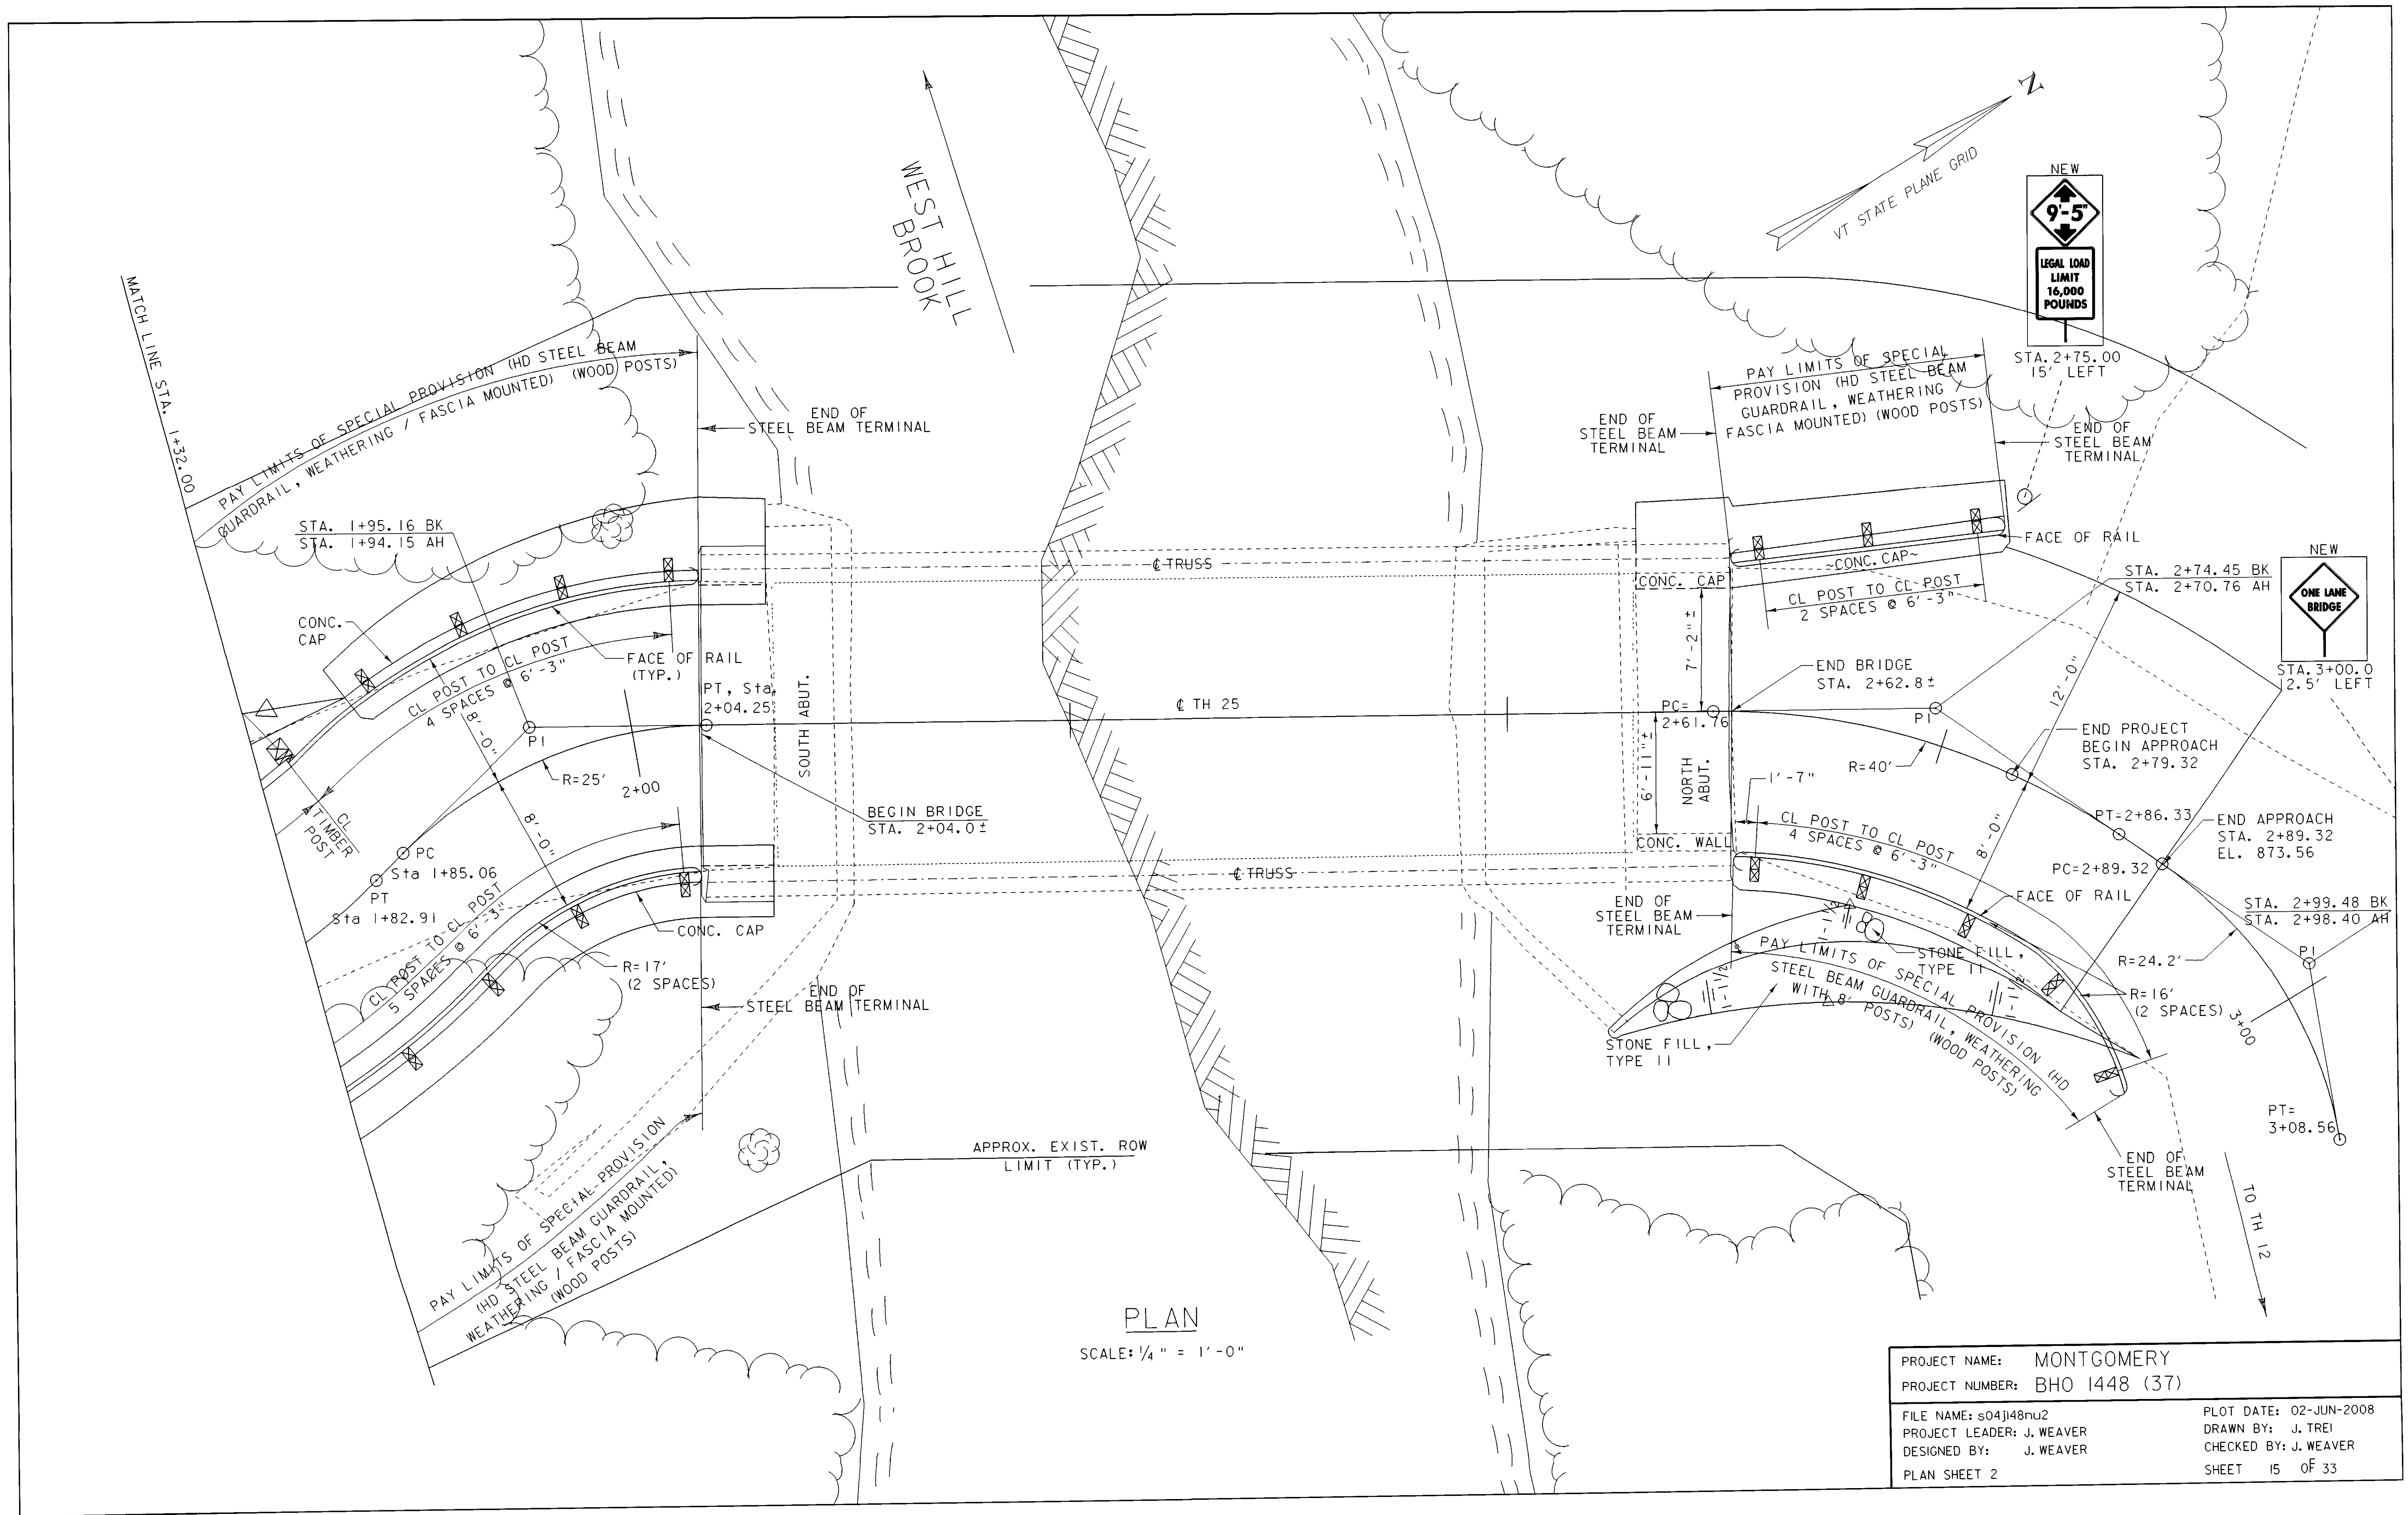 WEST HILL
BROOK
N
VT STATE PLANE GRID
NEW
9'-5"
LEGAL LOAD
LIMIT
16,000
POUNDS
STA. 2+75.00
15' LEFT
MATCH LINE STA. 1+32.00
PAY LIMITS OF SPECIAL PROVISION (HD STEEL BEAM
GUARDRAIL, WEATHERING / FASCIA MOUNTED) (WOOD POSTS)
END OF
STEEL BEAM TERMINAL
PAY LIMITS OF SPECIAL
PROVISION (HD STEEL BEAM
GUARDRAIL, WEATHERING /
FASCIA MOUNTED) (WOOD POSTS)
END OF
STEEL BEAM
TERMINAL
END OF
STEEL BEAM
TERMINAL
STA. 1+95.16 BK
STA. 1+94.15 AH
CONC.
CAP
CL POST TO CL POST
4 SPACES @ 6'-3"
FACE OF RAIL
(TYP.)
PT, Sta
2+04.25
SOUTH ABUT.
℄ TRUSS
℄ TH 25
CONC. CAP
~CONC. CAP~
CL POST TO CL POST
2 SPACES @ 6'-3"
FACE OF RAIL
STA. 2+74.45 BK
STA. 2+70.76 AH
NEW
ONE LANE
BRIDGE
STA. 3+00.0
12.5' LEFT
7'-2"±
END BRIDGE
STA. 2+62.8±
PC=
2+61.76
PI
12'-0"
END PROJECT
BEGIN APPROACH
STA. 2+79.32
R=40'
6'-11"±
NORTH
ABUT.
1'-7"
8'-0"
PI
R=25'
2+00
8'-0"
CL
TIMBER
POST
PC
Sta 1+85.06
PT
Sta 1+82.91
BEGIN BRIDGE
STA. 2+04.0±
CL POST TO CL POST
5 SPACES @ 6'-3"
CONC. CAP
R=17'
(2 SPACES)
END OF
STEEL BEAM TERMINAL
℄ TRUSS
CONC. WALL
CL POST TO CL POST
4 SPACES @ 6'-3"
8'-0"
PT=2+86.33
END APPROACH
STA. 2+89.32
EL. 873.56
PC=2+89.32
FACE OF RAIL
STA. 2+99.48 BK
STA. 2+98.40 AH
PI
R=24.2'
END OF
STEEL BEAM
TERMINAL
STONE FILL,
TYPE II
PAY LIMITS OF SPECIAL PROVISION (HD
STEEL BEAM GUARDRAIL, WEATHERING
WITH 8' POSTS) (WOOD POSTS)
R=16'
(2 SPACES)
3+00
STONE FILL,
TYPE II
PT=
3+08.56
END OF
STEEL BEAM
TERMINAL
TO TH 12
PAY LIMITS OF SPECIAL PROVISION
(HD STEEL BEAM GUARDRAIL,
WEATHERING / FASCIA MOUNTED)
(WOOD POSTS)
APPROX. EXIST. ROW
LIMIT (TYP.)
PLAN
SCALE: 1/4" = 1'-0"
PROJECT NAME: MONTGOMERY
PROJECT NUMBER: BHO 1448 (37)
FILE NAME: s04j148nu2 PLOT DATE: 02-JUN-2008
PROJECT LEADER: J. WEAVER DRAWN BY: J. TREI
DESIGNED BY: J. WEAVER CHECKED BY: J. WEAVER
PLAN SHEET 2 SHEET 15 OF 33